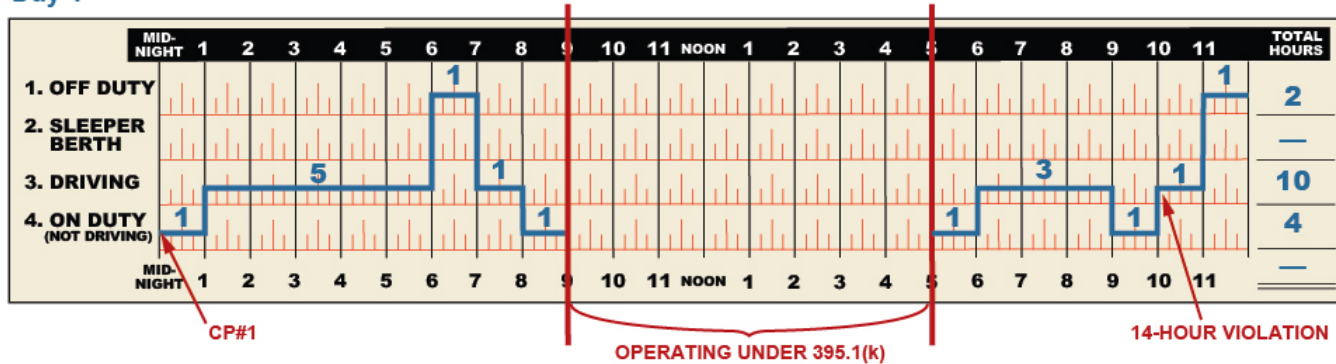 MID-NIGHT 1 2 3 4 5 6 7 8 9 10 11 NOON 1 2 3 4 5 6 7 8 9 10 11 TOTAL HOURS
1. OFF DUTY 1 1 2
2. SLEEPER BERTH —
3. DRIVING 5 1 3 1 10
4. ON DUTY (NOT DRIVING) 1 1 1 1 4
—
MID-NIGHT 1 2 3 4 5 6 7 8 9 10 11 NOON 1 2 3 4 5 6 7 8 9 10 11
CP#1
OPERATING UNDER 395.1(k)
14-HOUR VIOLATION